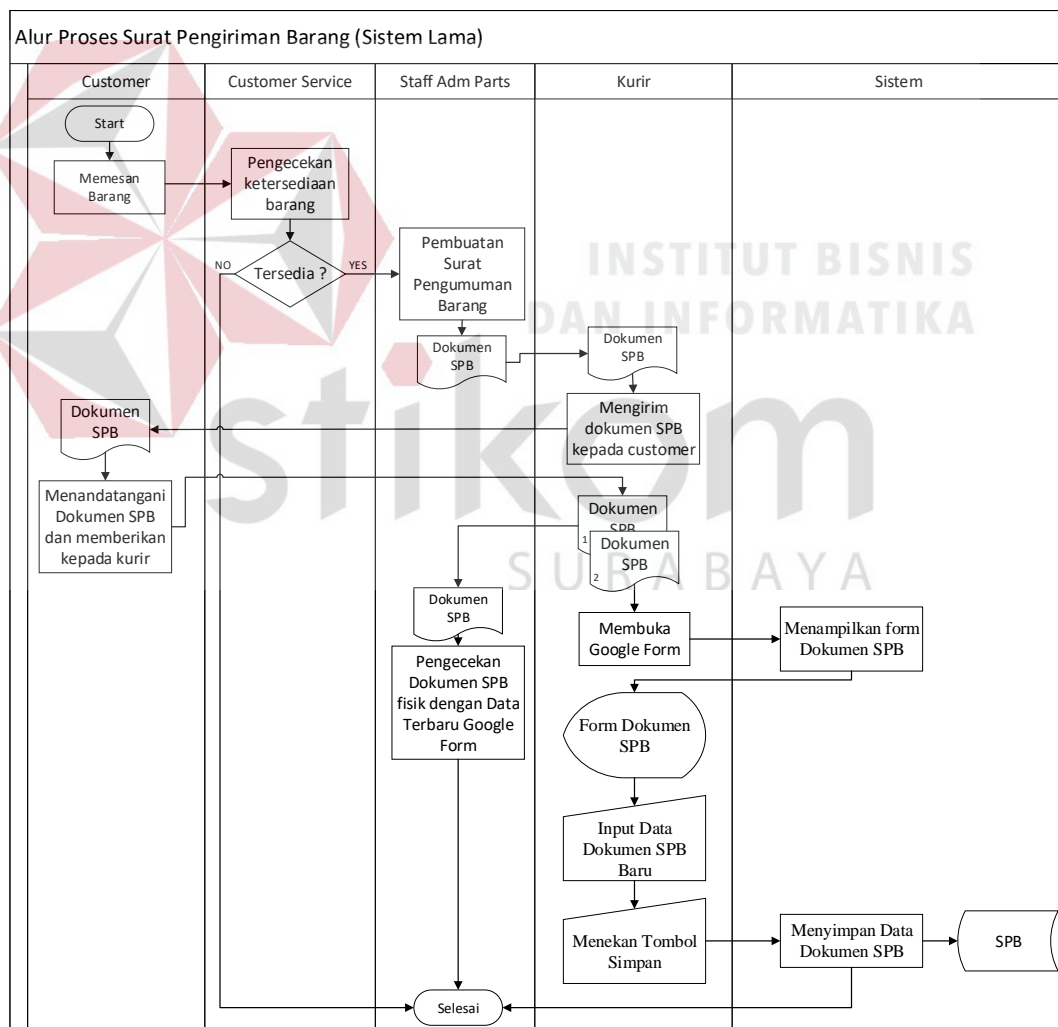 Alur Proses Surat Pengiriman Barang (Sistem Lama)
Customer
Customer Service
Staff Adm Parts
Kurir
Sistem
Start
Memesan
Barang
Pengecekan
ketersediaan
barang
NO
Tersedia ?
YES
Pembuatan
Surat
Pengumuman
Barang
INSTITUT BISNIS
DAN INFORMATIKA
Dokumen
SPB
Dokumen
SPB
Mengirim
dokumen SPB
kepada customer
Dokumen
SPB
stikom
SURABAYA
Menandatangani
Dokumen SPB
dan memberikan
kepada kurir
Dokumen
SPB
1
Dokumen
SPB
2
Dokumen
SPB
Membuka
Google Form
Menampilkan form
Dokumen SPB
Pengecekan
Dokumen SPB
fisik dengan Data
Terbaru Google
Form
Form Dokumen
SPB
Input Data
Dokumen SPB
Baru
Menekan Tombol
Simpan
Menyimpan Data
Dokumen SPB
SPB
Selesai